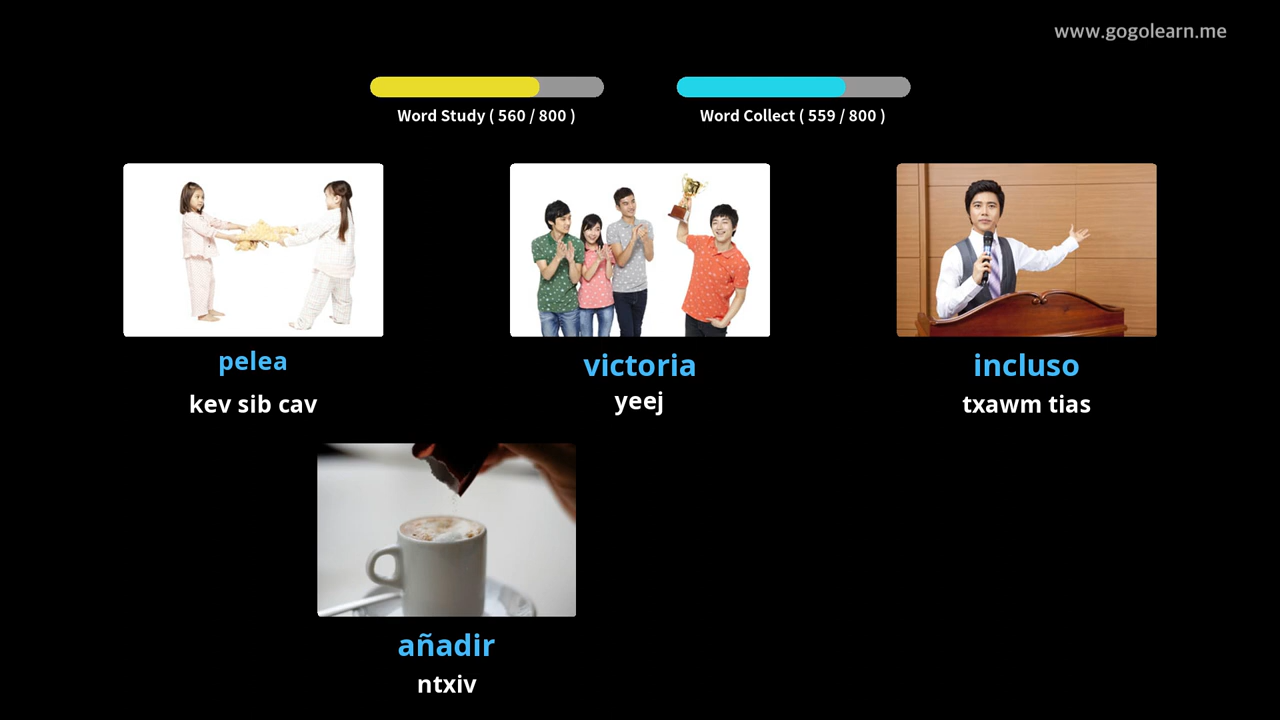 www.gogolearn.me
Word Study ( 560 / 800 )
Word Collect ( 559 / 800 )
pelea
victoria
incluso
kev sib cav
yeej
txawm tias
añadir
ntxiv